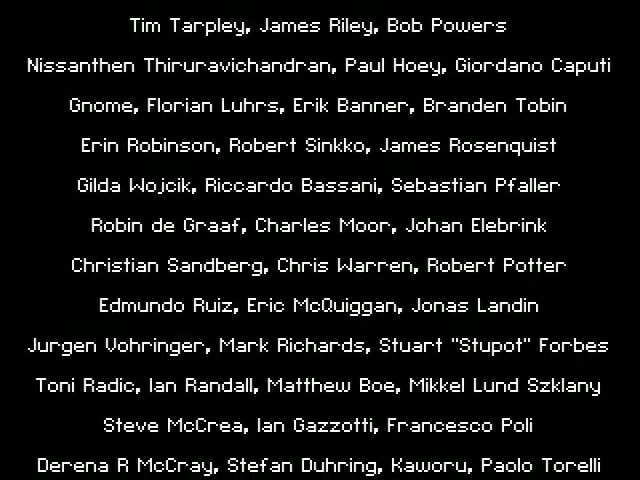 Tim Tarpley, James Riley, Bob Powers
Nissanthen Thiruravichandran, Paul Hoey, Giordano Caputi
Gnome, Florian Luhrs, Erik Banner, Branden Tobin
Erin Robinson, Robert Sinkko, James Rosenquist
Gilda Wojcik, Riccardo Bassani, Sebastian Pfaller
Robin de Graaf, Charles Moor, Johan Elebrink
Christian Sandberg, Chris Warren, Robert Potter
Edmundo Ruiz, Eric McQuiggan, Jonas Landin
Jurgen Vohringer, Mark Richards, Stuart "Stupot" Forbes
Toni Radic, Ian Randall, Matthew Boe, Mikkel Lund Szklany
Steve McCrea, Ian Gazzotti, Francesco Poli
Derena R McCray, Stefan Duhring, Kaworu, Paolo Torelli